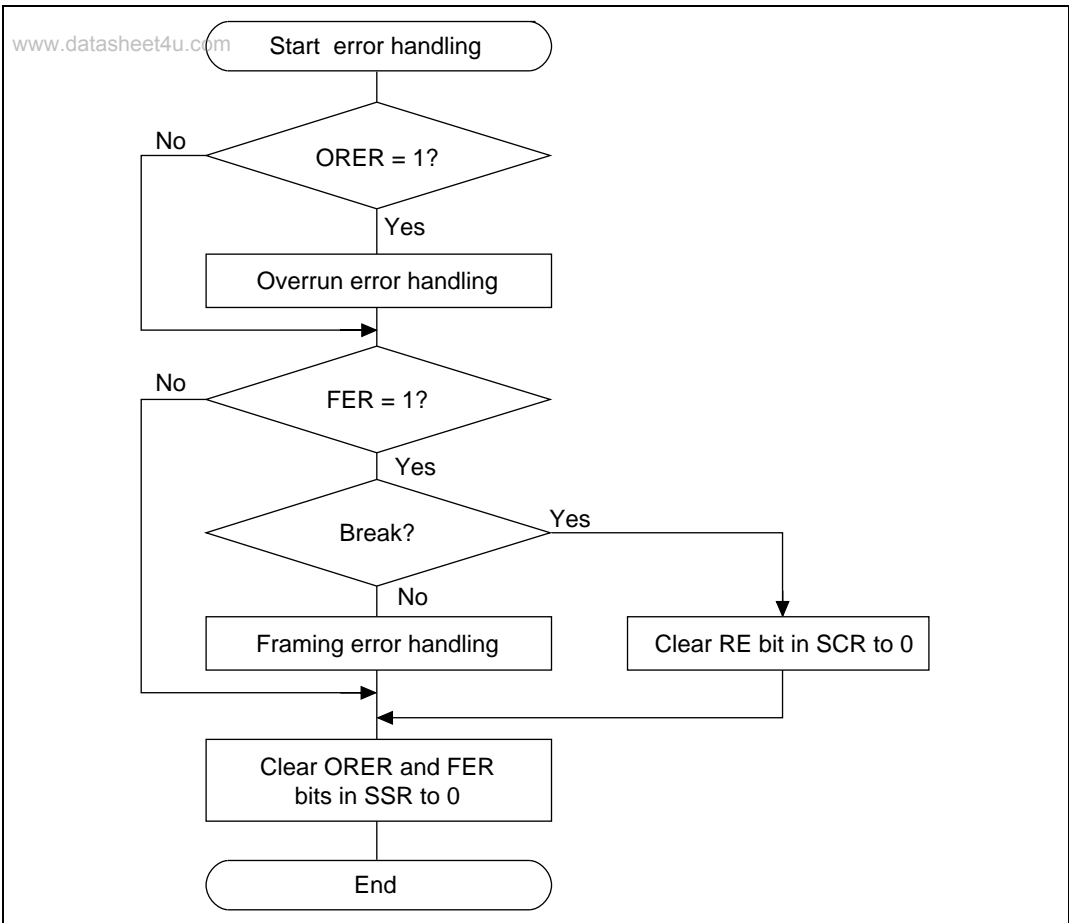 www.datasheet4u.com
Start error handling
No
ORER = 1?
Yes
Overrun error handling
No
FER = 1?
Yes
Break?
Yes
No
Framing error handling
Clear RE bit in SCR to 0
Clear ORER and FER
bits in SSR to 0
End